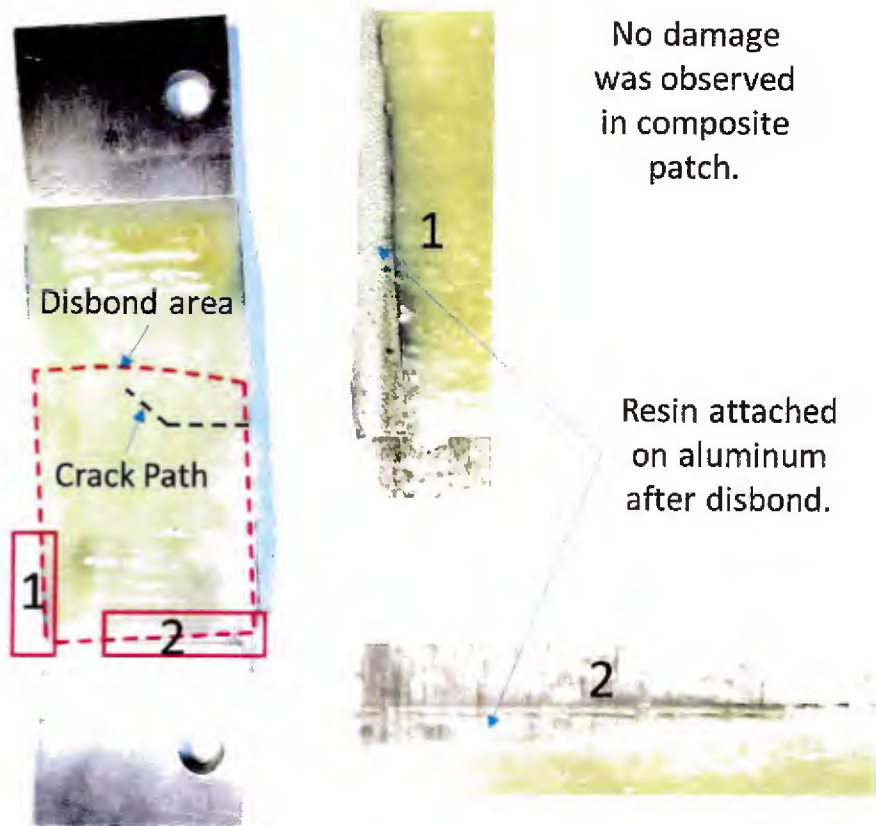 No damage
was observed
in composite
patch.
1
Disbond area
Crack Path
Resin attached
on aluminum
after disbond.
1
2
2